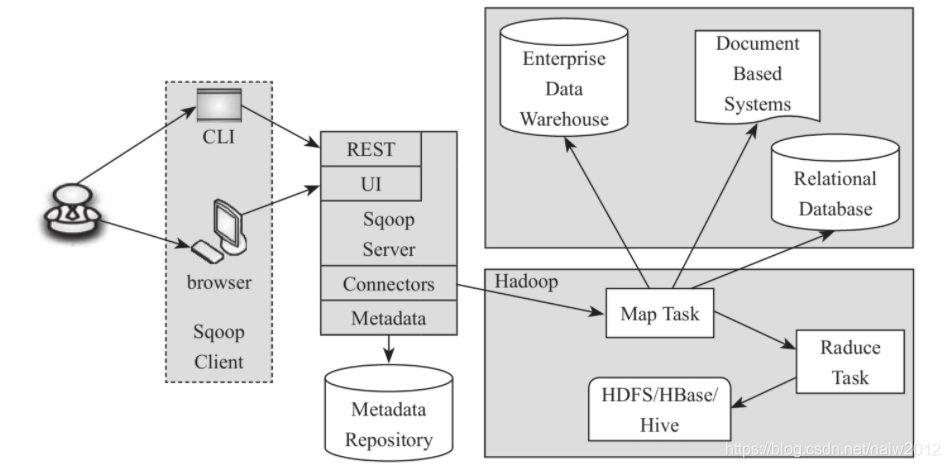 CLI
browser
Sqoop
Client
REST
UI
Sqoop
Server
Connectors
Metadata
Metadata
Repository
Enterprise
Data
Warehouse
Document
Based
Systems
Relational
Database
Hadoop
Map Task
Raduce
Task
HDFS/HBase/
Hive
https://blog.csdn.net/nalw2012